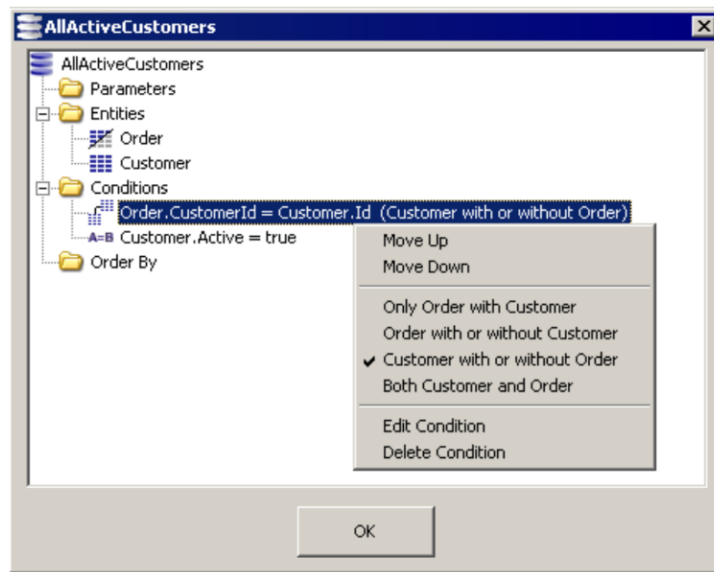 AllActiveCustomers
AllActiveCustomers
Parameters
Entities
Order
Customer
Conditions
Order.CustomerId = Customer.Id (Customer with or without Order)
A=B Customer.Active = true
Order By
Move Up
Move Down
Only Order with Customer
Order with or without Customer
Customer with or without Order
Both Customer and Order
Edit Condition
Delete Condition
OK